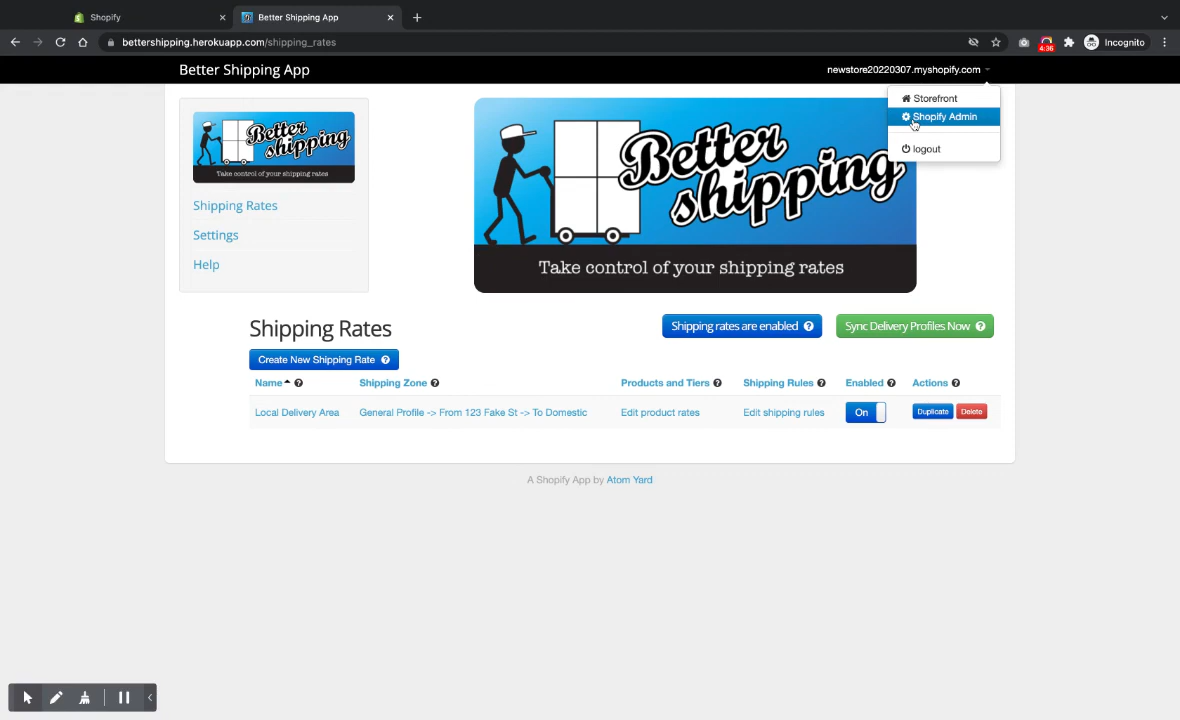 Shopify
Better Shipping App
bettershipping.herokuapp.com/shipping_rates
4:36
Incognito
Better Shipping App
newstore20220307.myshopify.com
Storefront
Shopify Admin
logout
Better
shipping
Take control of your shipping rates
Shipping Rates
Settings
Help
Better
shipping
Take control of your shipping rates
Shipping Rates
Shipping rates are enabled ?
Sync Delivery Profiles Now ?
Create New Shipping Rate ?
Name ? Shipping Zone ? Products and Tiers ? Shipping Rules ? Enabled ? Actions ?
Local Delivery Area General Profile -> From 123 Fake St -> To Domestic Edit product rates Edit shipping rules On Duplicate Delete
A Shopify App by Atom Yard